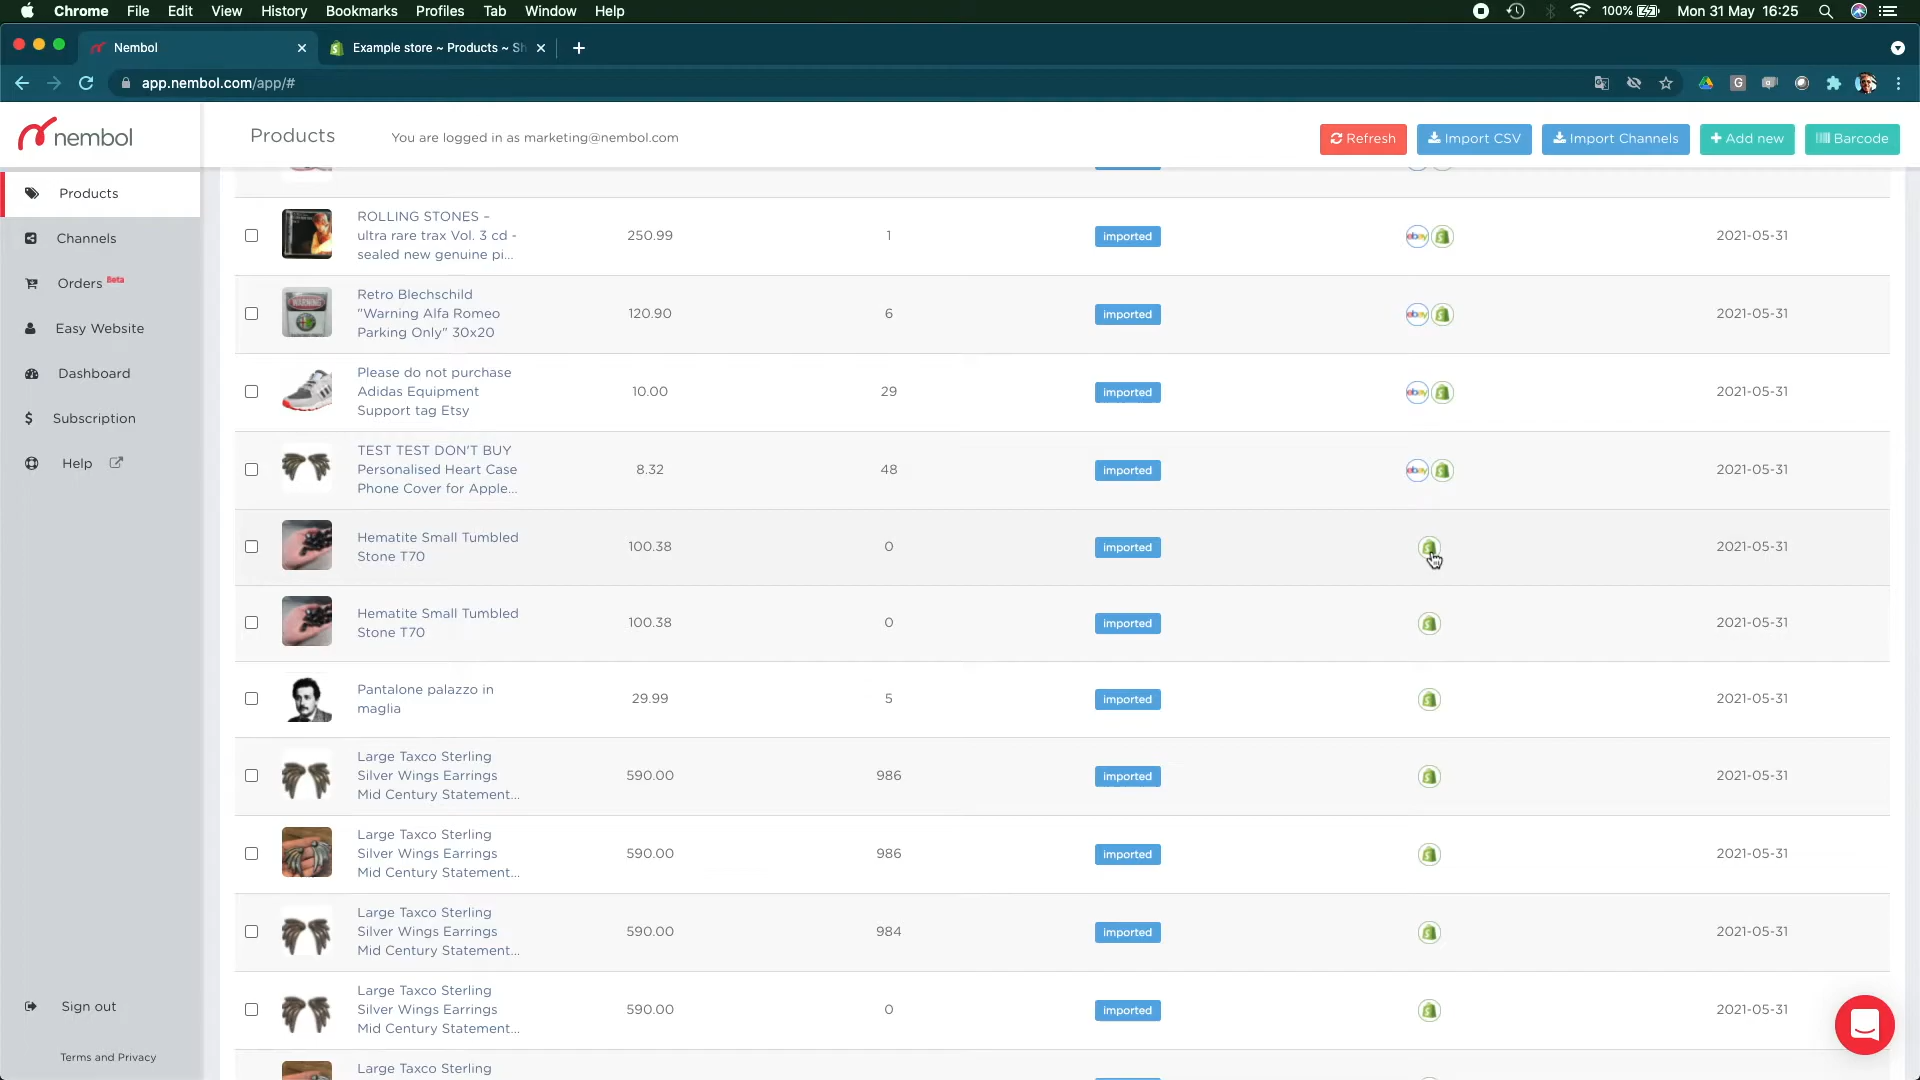 Chrome File Edit View History Bookmarks Profiles Tab Window Help 100% Mon 31 May 16:25
Nembol Example store ~ Products ~ Sh
app.nembol.com/app/#
nembol Products You are logged in as marketing@nembol.com Refresh Import CSV Import Channels Add new Barcode
Products
Channels
Orders Beta
Easy Website
Dashboard
Subscription
Help
Sign out
Terms and Privacy
ROLLING STONES –
ultra rare trax Vol. 3 cd -
sealed new genuine pi...
250.99 1 imported ebay 2021-05-31
Retro Blechschild
"Warning Alfa Romeo
Parking Only" 30x20
120.90 6 imported ebay 2021-05-31
Please do not purchase
Adidas Equipment
Support tag Etsy
10.00 29 imported ebay 2021-05-31
TEST TEST DON'T BUY
Personalised Heart Case
Phone Cover for Apple...
8.32 48 imported ebay 2021-05-31
Hematite Small Tumbled
Stone T70
100.38 0 imported 2021-05-31
Hematite Small Tumbled
Stone T70
100.38 0 imported 2021-05-31
Pantalone palazzo in
maglia
29.99 5 imported 2021-05-31
Large Taxco Sterling
Silver Wings Earrings
Mid Century Statement...
590.00 986 imported 2021-05-31
Large Taxco Sterling
Silver Wings Earrings
Mid Century Statement...
590.00 986 imported 2021-05-31
Large Taxco Sterling
Silver Wings Earrings
Mid Century Statement...
590.00 984 imported 2021-05-31
Large Taxco Sterling
Silver Wings Earrings
Mid Century Statement...
590.00 0 imported 2021-05-31
Large Taxco Sterling